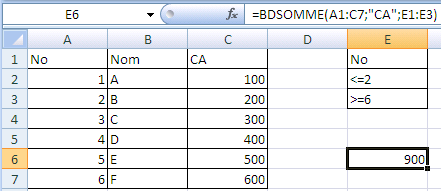 E6 fx =BDSOMME(A1:C7;"CA";E1:E3)
A B C D E
1 No Nom CA No
2 1 A 100 <=2
3 2 B 200 >=6
4 3 C 300
5 4 D 400
6 5 E 500 900
7 6 F 600